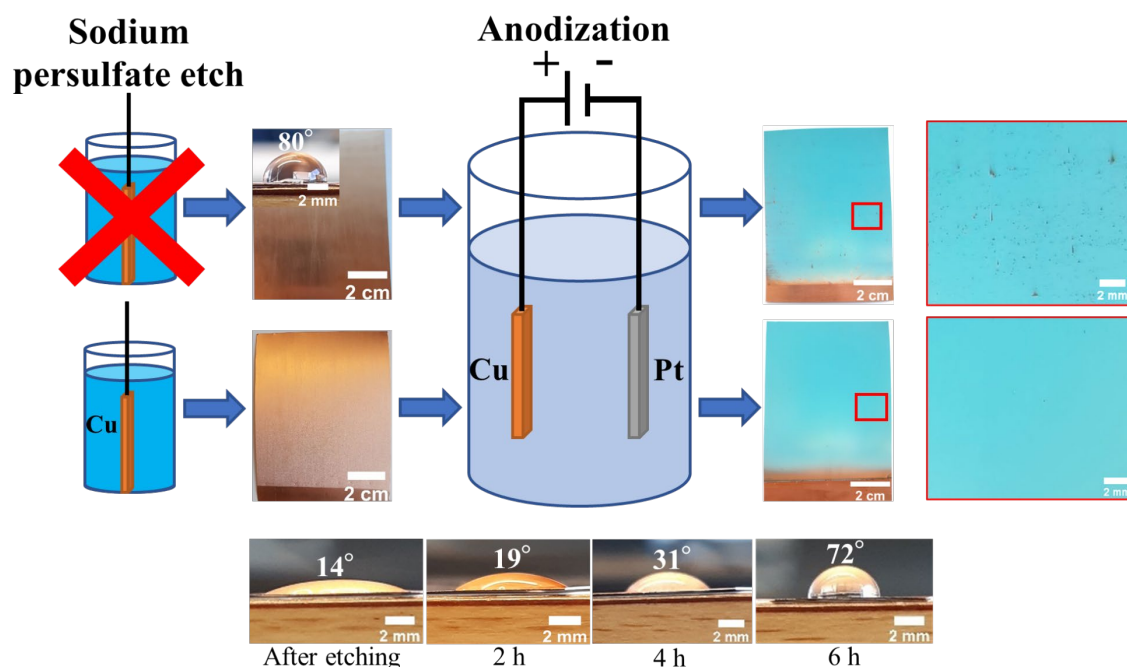 Sodium
persulfate etch
Anodization
+ -
80°
2 mm
2 cm
2 cm
2 mm
Cu
Pt
Cu
2 cm
2 cm
2 mm
14°
2 mm
19°
2 mm
31°
2 mm
72°
2 mm
After etching
2 h
4 h
6 h